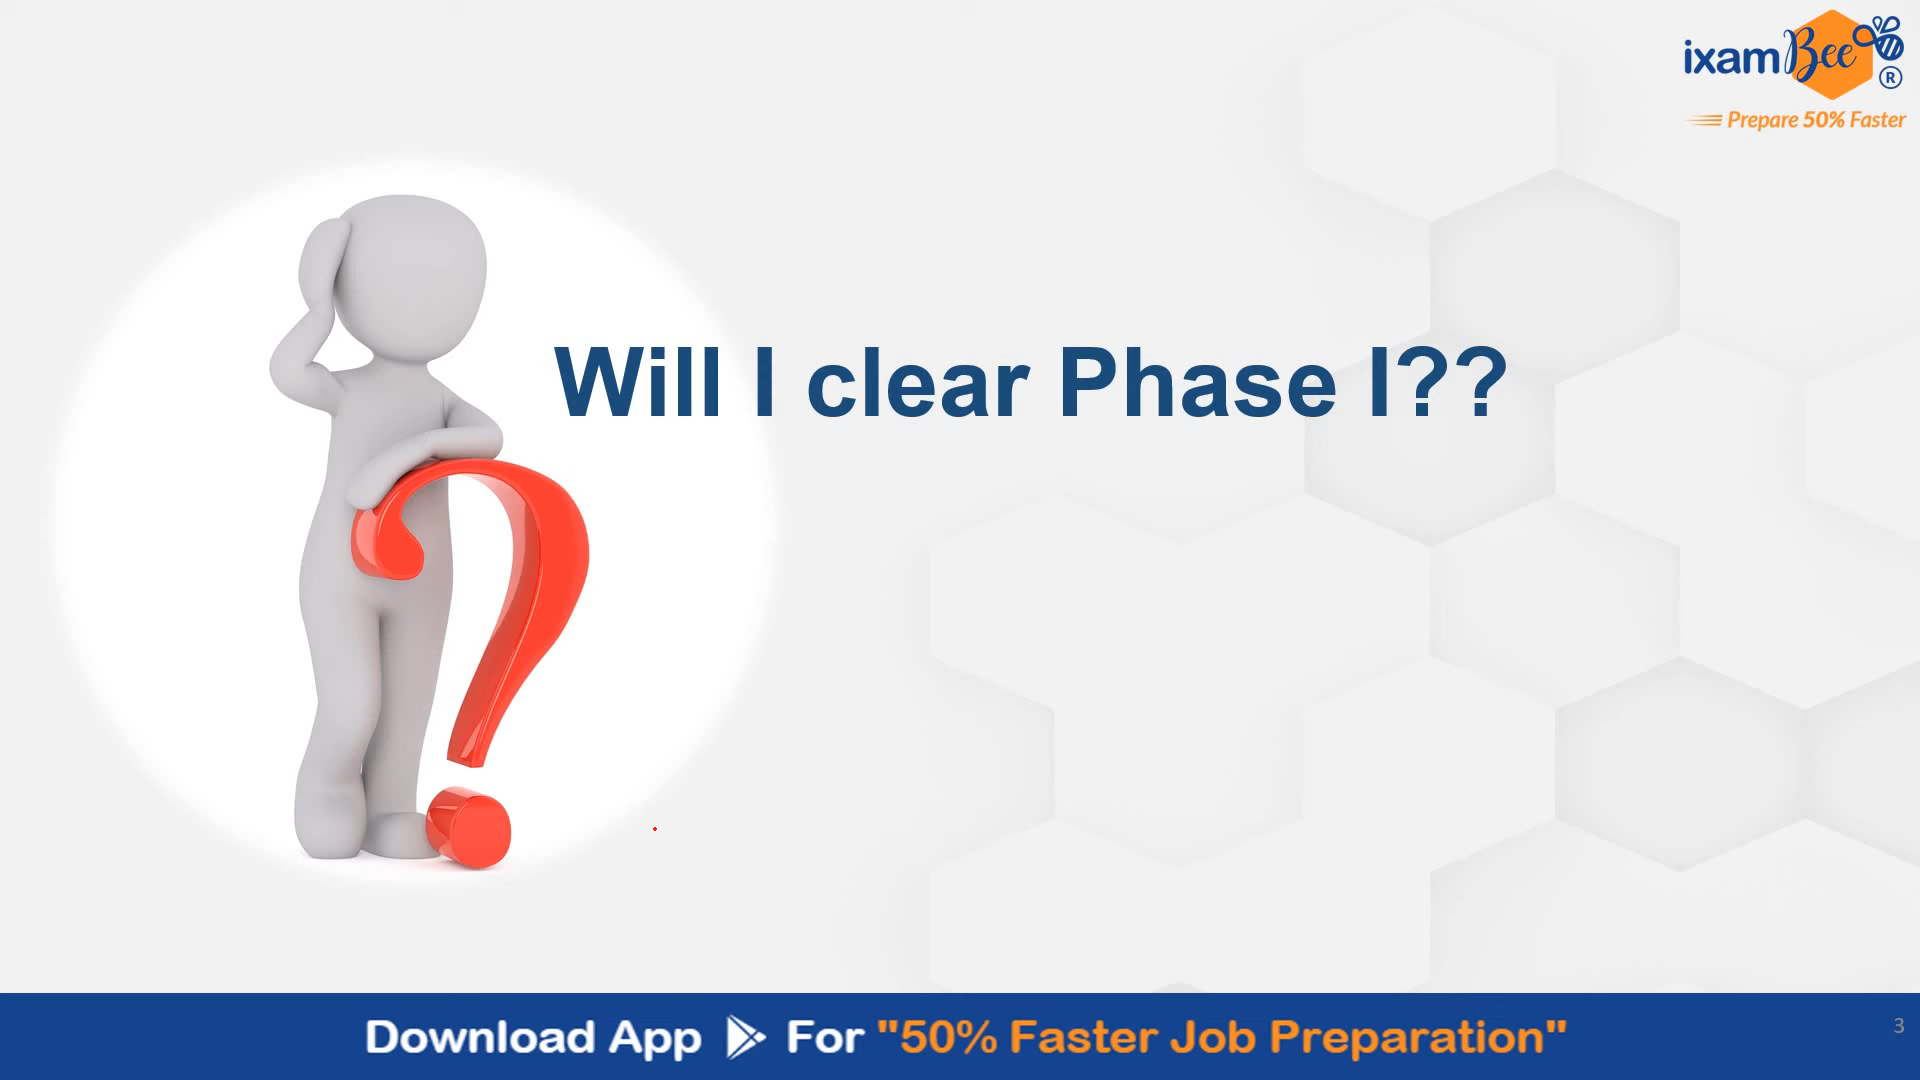 ixamBee®
Prepare 50% Faster
Will I clear Phase I??
Download App For "50% Faster Job Preparation"
3